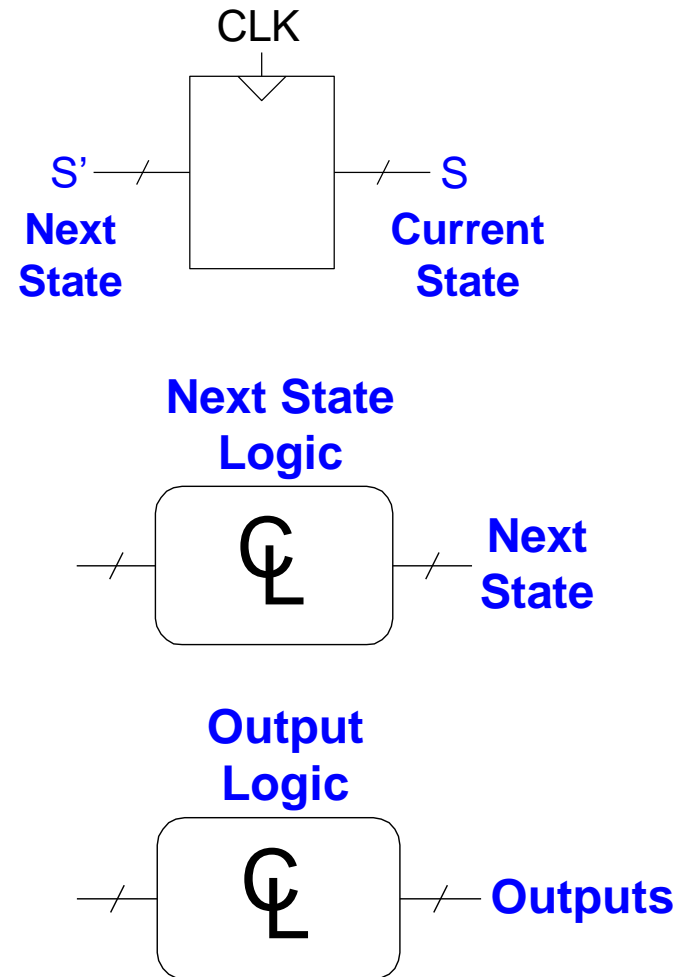 CLK
S’
S
Next
State
Current
State
Next State
Logic
CL
Next
State
Output
Logic
CL
Outputs